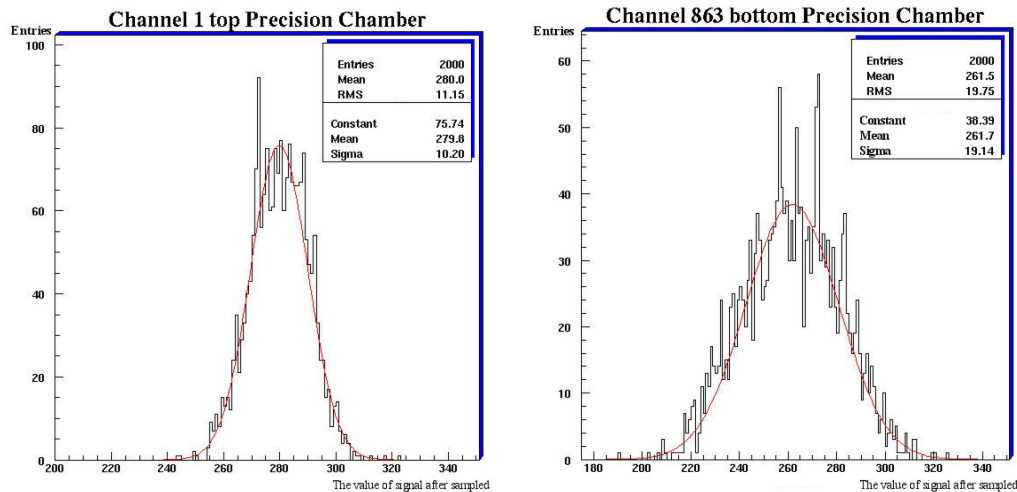 Channel 1 top Precision Chamber
Entries
100
80
60
40
20
0
Entries 2000
Mean 280.0
RMS 11.15
Constant 75.74
Mean 279.8
Sigma 10.20
200 220 240 260 280 300 320 340
The value of signal after sampled
Channel 863 bottom Precision Chamber
Entries
60
50
40
30
20
10
0
Entries 2000
Mean 261.5
RMS 19.75
Constant 38.39
Mean 261.7
Sigma 19.14
180 200 220 240 260 280 300 320 340
The value of signal after sampled